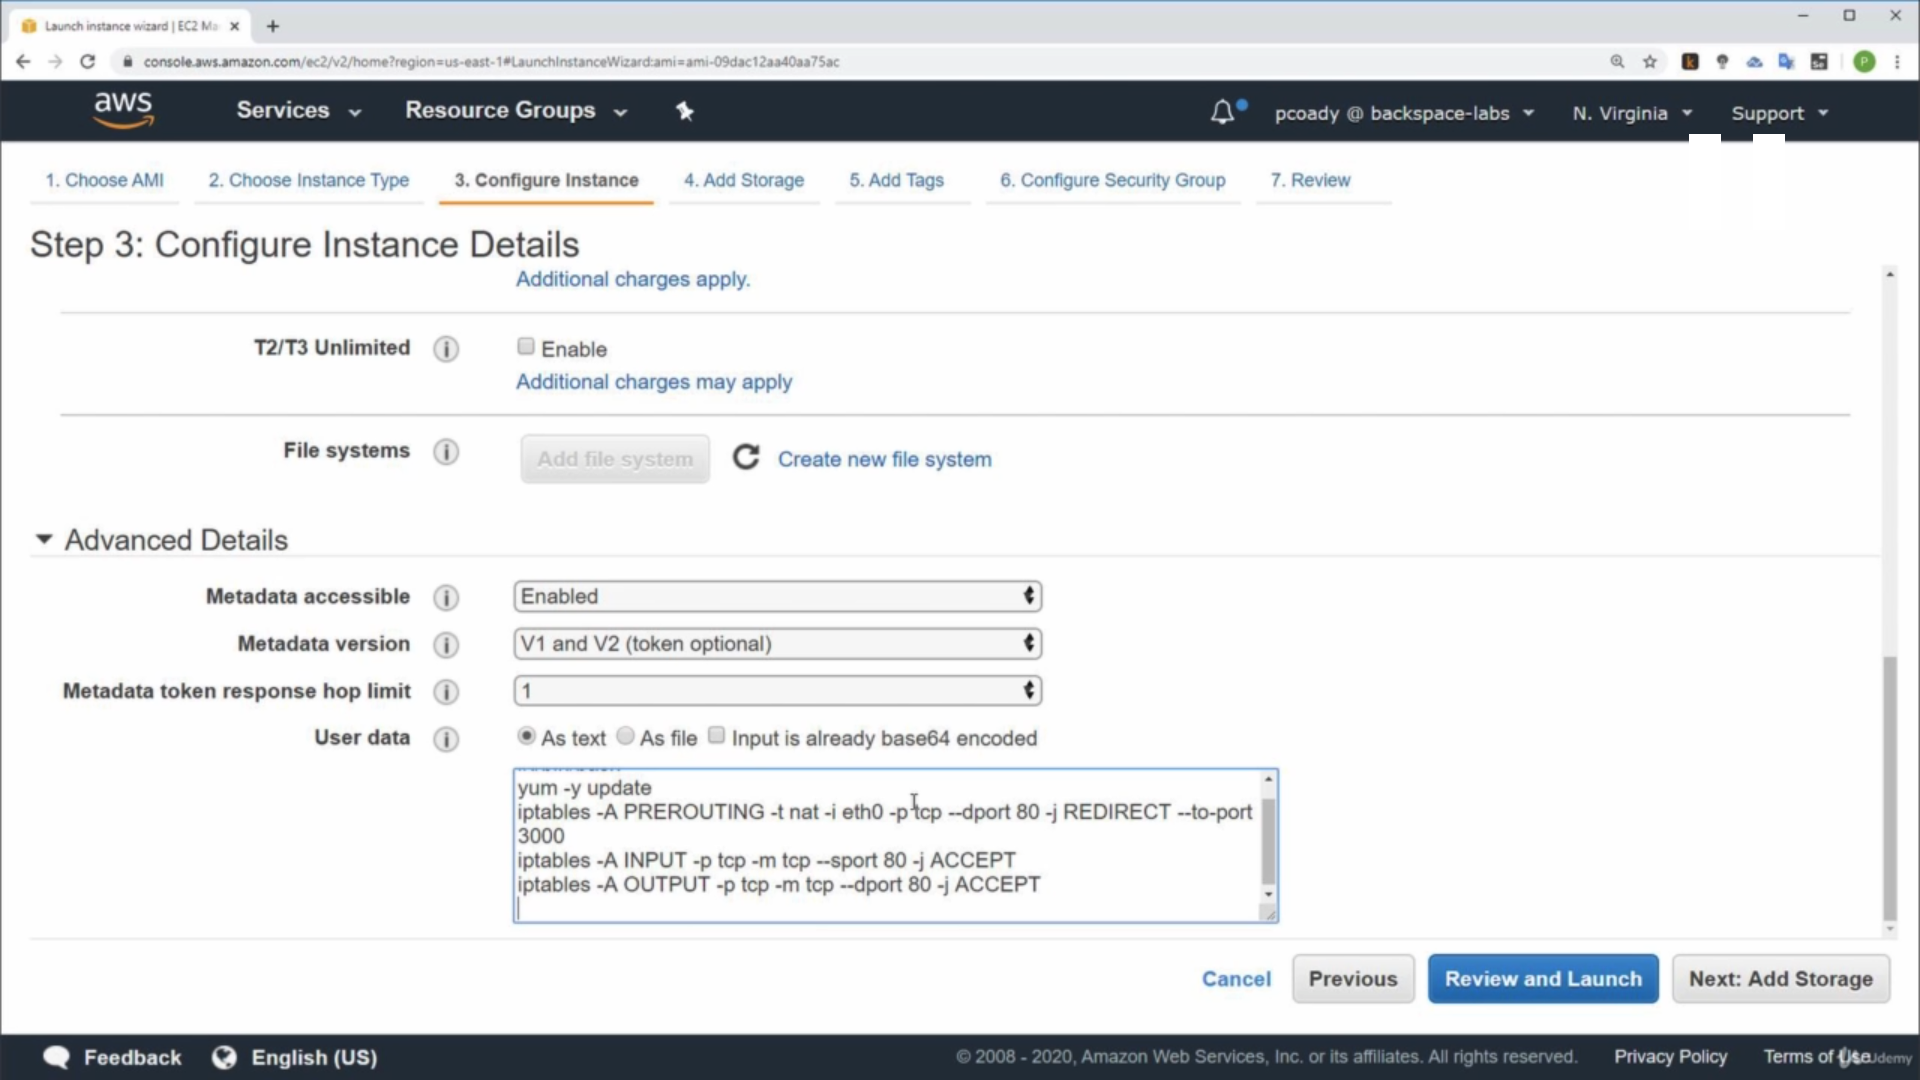 Launch instance wizard | EC2 Ma
console.aws.amazon.com/ec2/v2/home?region=us-east-1#LaunchInstanceWizard:ami=ami-09dac12aa40aa75ac
aws Services Resource Groups pcoady @ backspace-labs N. Virginia Support
1. Choose AMI 2. Choose Instance Type 3. Configure Instance 4. Add Storage 5. Add Tags 6. Configure Security Group 7. Review
Step 3: Configure Instance Details
Additional charges apply.
T2/T3 Unlimited Enable
Additional charges may apply
File systems Add file system Create new file system
Advanced Details
Metadata accessible Enabled
Metadata version V1 and V2 (token optional)
Metadata token response hop limit 1
User data As text As file Input is already base64 encoded
yum -y update
iptables -A PREROUTING -t nat -i eth0 -p tcp --dport 80 -j REDIRECT --to-port
3000
iptables -A INPUT -p tcp -m tcp --sport 80 -j ACCEPT
iptables -A OUTPUT -p tcp -m tcp --dport 80 -j ACCEPT
Cancel Previous Review and Launch Next: Add Storage
Feedback English (US) © 2008 - 2020, Amazon Web Services, Inc. or its affiliates. All rights reserved. Privacy Policy Terms of Use